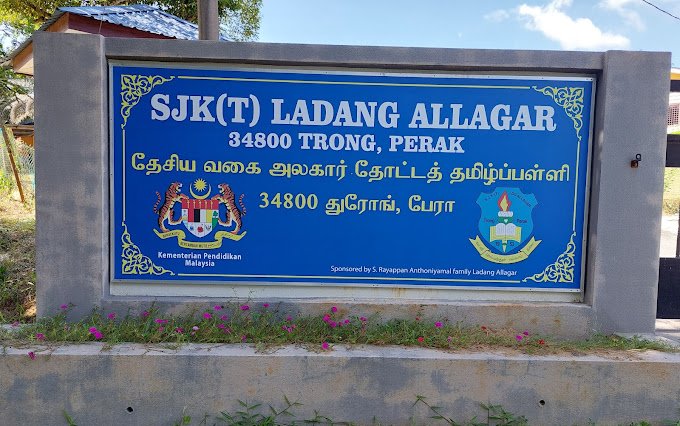 SJK(T) LADANG ALLAGAR
34800 TRONG, PERAK
தேசிய வகை அலகார் தோட்டத் தமிழ்ப்பள்ளி
34800 துரோங், பேரா
Kementerian Pendidikan
Malaysia
Sponsored by S. Rayappan Anthoniyamal family Ladang Allagar